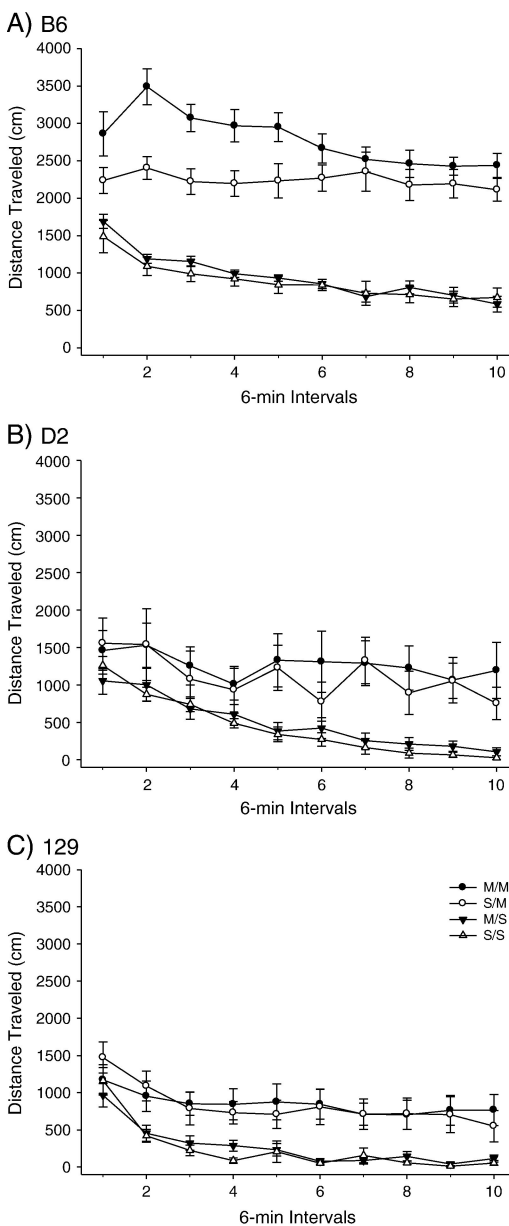 A) B6
4000
3500
3000
2500
2000
1500
1000
500
0
Distance Traveled (cm)
2 4 6 8 10
6-min Intervals
B) D2
4000
3500
3000
2500
2000
1500
1000
500
0
Distance Traveled (cm)
2 4 6 8 10
6-min Intervals
C) 129
4000
3500
3000
2500
2000
1500
1000
500
0
Distance Traveled (cm)
M/M
S/M
M/S
S/S
2 4 6 8 10
6-min Intervals